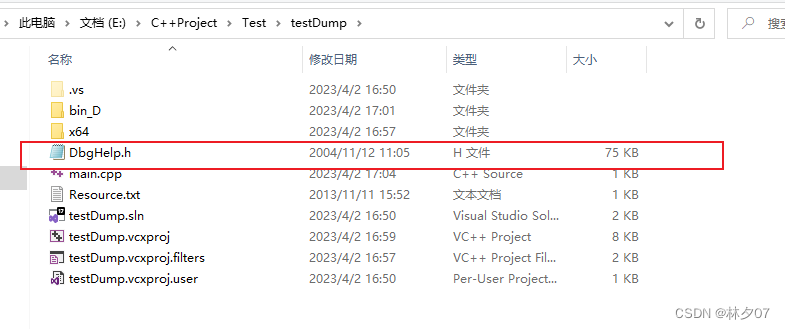 此电脑 > 文档 (E:) > C++Project > Test > testDump >
搜索
名称 修改日期 类型 大小
.vs 2023/4/2 16:50 文件夹
bin_D 2023/4/2 17:01 文件夹
x64 2023/4/2 16:57 文件夹
DbgHelp.h 2004/11/12 11:05 H 文件 75 KB
main.cpp 2023/4/2 17:04 C++ Source 1 KB
Resource.txt 2013/11/11 15:52 文本文档 1 KB
testDump.sln 2023/4/2 16:50 Visual Studio Sol... 2 KB
testDump.vcxproj 2023/4/2 16:59 VC++ Project 8 KB
testDump.vcxproj.filters 2023/4/2 16:57 VC++ Project Fil... 2 KB
testDump.vcxproj.user 2023/4/2 16:50 Per-User Project... 1 KB
CSDN @林夕07